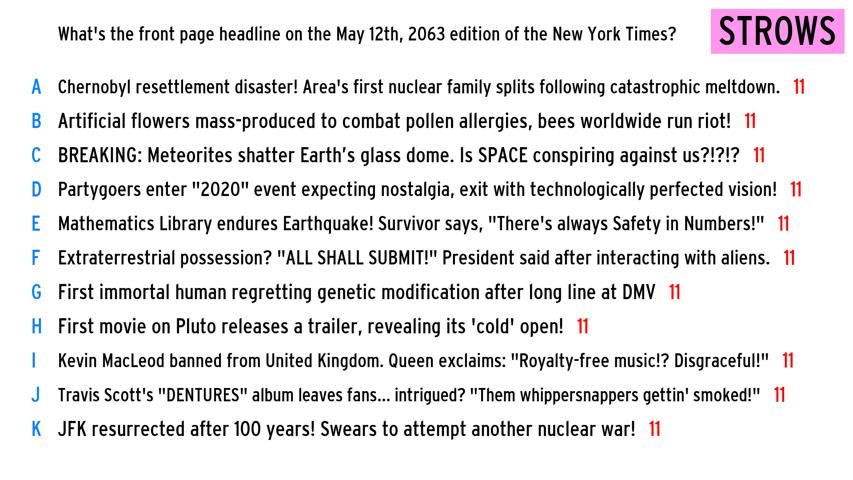 What's the front page headline on the May 12th, 2063 edition of the New York Times?
STROWS
A Chernobyl resettlement disaster! Area's first nuclear family splits following catastrophic meltdown. 11
B Artificial flowers mass-produced to combat pollen allergies, bees worldwide run riot! 11
C BREAKING: Meteorites shatter Earth’s glass dome. Is SPACE conspiring against us?!?!? 11
D Partygoers enter "2020" event expecting nostalgia, exit with technologically perfected vision! 11
E Mathematics Library endures Earthquake! Survivor says, "There's always Safety in Numbers!" 11
F Extraterrestrial possession? "ALL SHALL SUBMIT!" President said after interacting with aliens. 11
G First immortal human regretting genetic modification after long line at DMV 11
H First movie on Pluto releases a trailer, revealing its 'cold' open! 11
I Kevin MacLeod banned from United Kingdom. Queen exclaims: "Royalty-free music!? Disgraceful!" 11
J Travis Scott's "DENTURES" album leaves fans... intrigued? "Them whippersnappers gettin' smoked!" 11
K JFK resurrected after 100 years! Swears to attempt another nuclear war! 11